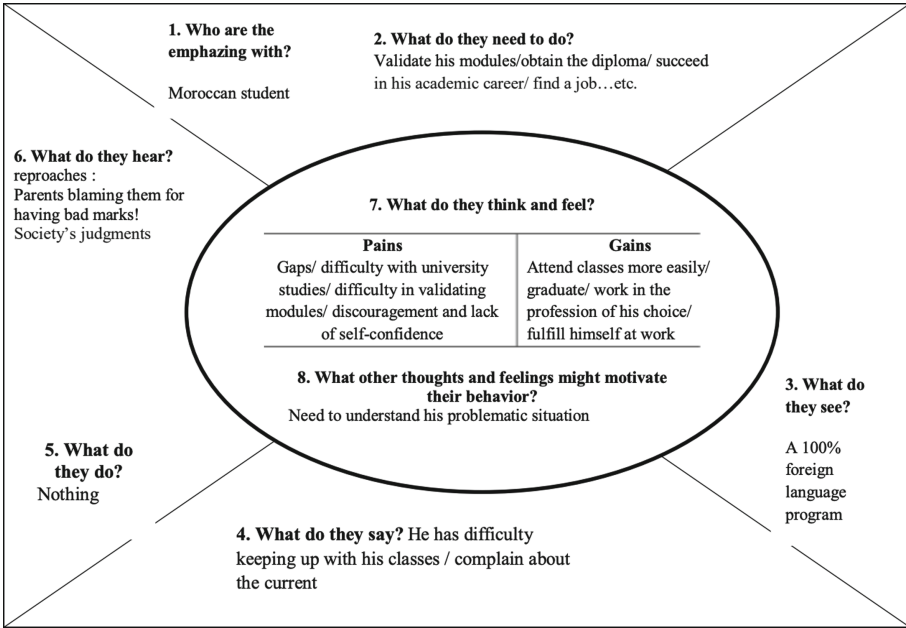 1. Who are the
emphazing with?
Moroccan student
2. What do they need to do?
Validate his modules/obtain the diploma/ succeed
in his academic career/ find a job…etc.
6. What do they hear?
reproaches :
Parents blaming them for
having bad marks!
Society's judgments
7. What do they think and feel?
Pains
Gaps/ difficulty with university
studies/ difficulty in validating
modules/ discouragement and lack
of self-confidence
Gains
Attend classes more easily/
graduate/ work in the
profession of his choice/
fulfill himself at work
8. What other thoughts and feelings might motivate
their behavior?
Need to understand his problematic situation
3. What do
they see?
A 100%
foreign
language
program
5. What do
they do?
Nothing
4. What do they say? He has difficulty
keeping up with his classes / complain about
the current